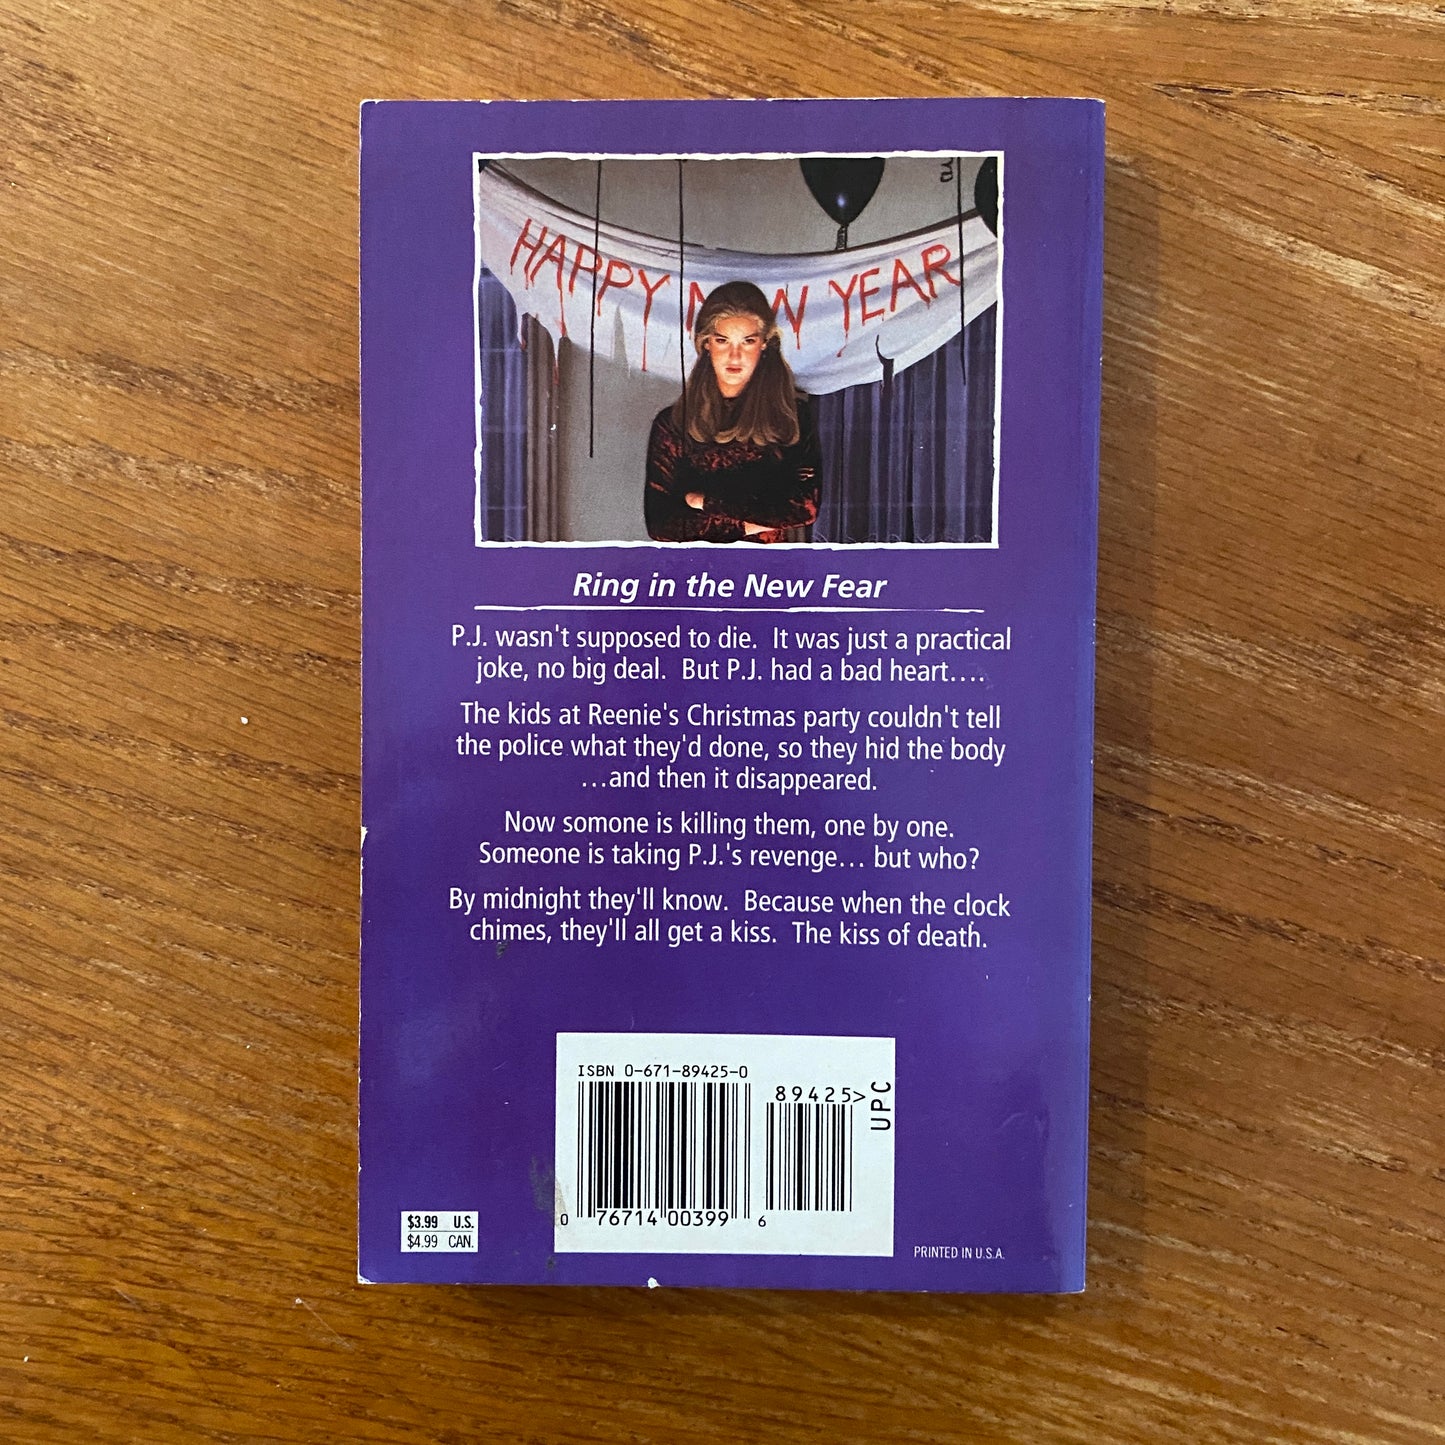 HAPPY NEW YEAR
Ring in the New Fear
P.J. wasn't supposed to die. It was just a practical
joke, no big deal. But P.J. had a bad heart....
The kids at Reenie's Christmas party couldn't tell
the police what they'd done, so they hid the body
...and then it disappeared.
Now somone is killing them, one by one.
Someone is taking P.J.'s revenge... but who?
By midnight they'll know. Because when the clock
chimes, they'll all get a kiss. The kiss of death.
ISBN 0-671-89425-0
89425>
UPC
0 76714 00399 6
$3.99 U.S.
$4.99 CAN.
PRINTED IN U.S.A.